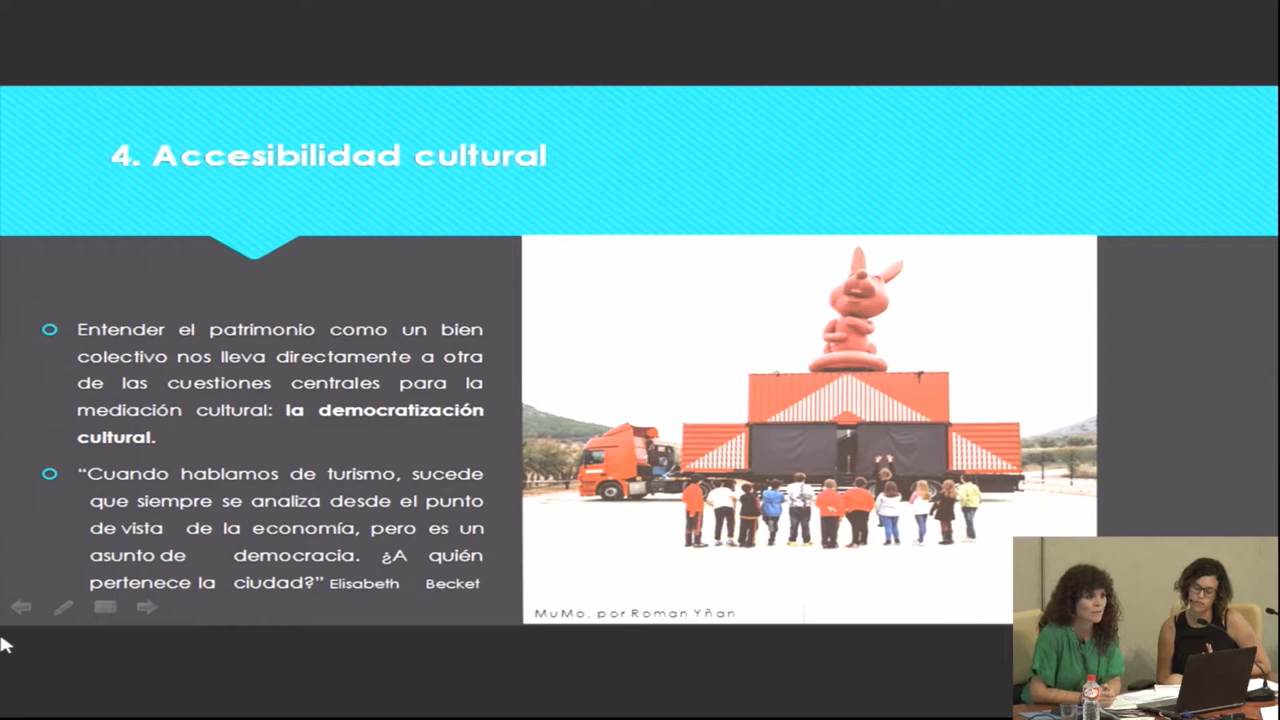 4. Accesibilidad cultural
Entender el patrimonio como un bien
colectivo nos lleva directamente a otra
de las cuestiones centrales para la
mediación cultural: la democratización
cultural.
“Cuando hablamos de turismo, sucede
que siempre se analiza desde el punto
de vista de la economía, pero es un
asunto de democracia. ¿A quién
pertenece la ciudad?” Elisabeth Becket
MuMo, por Roman Yñan